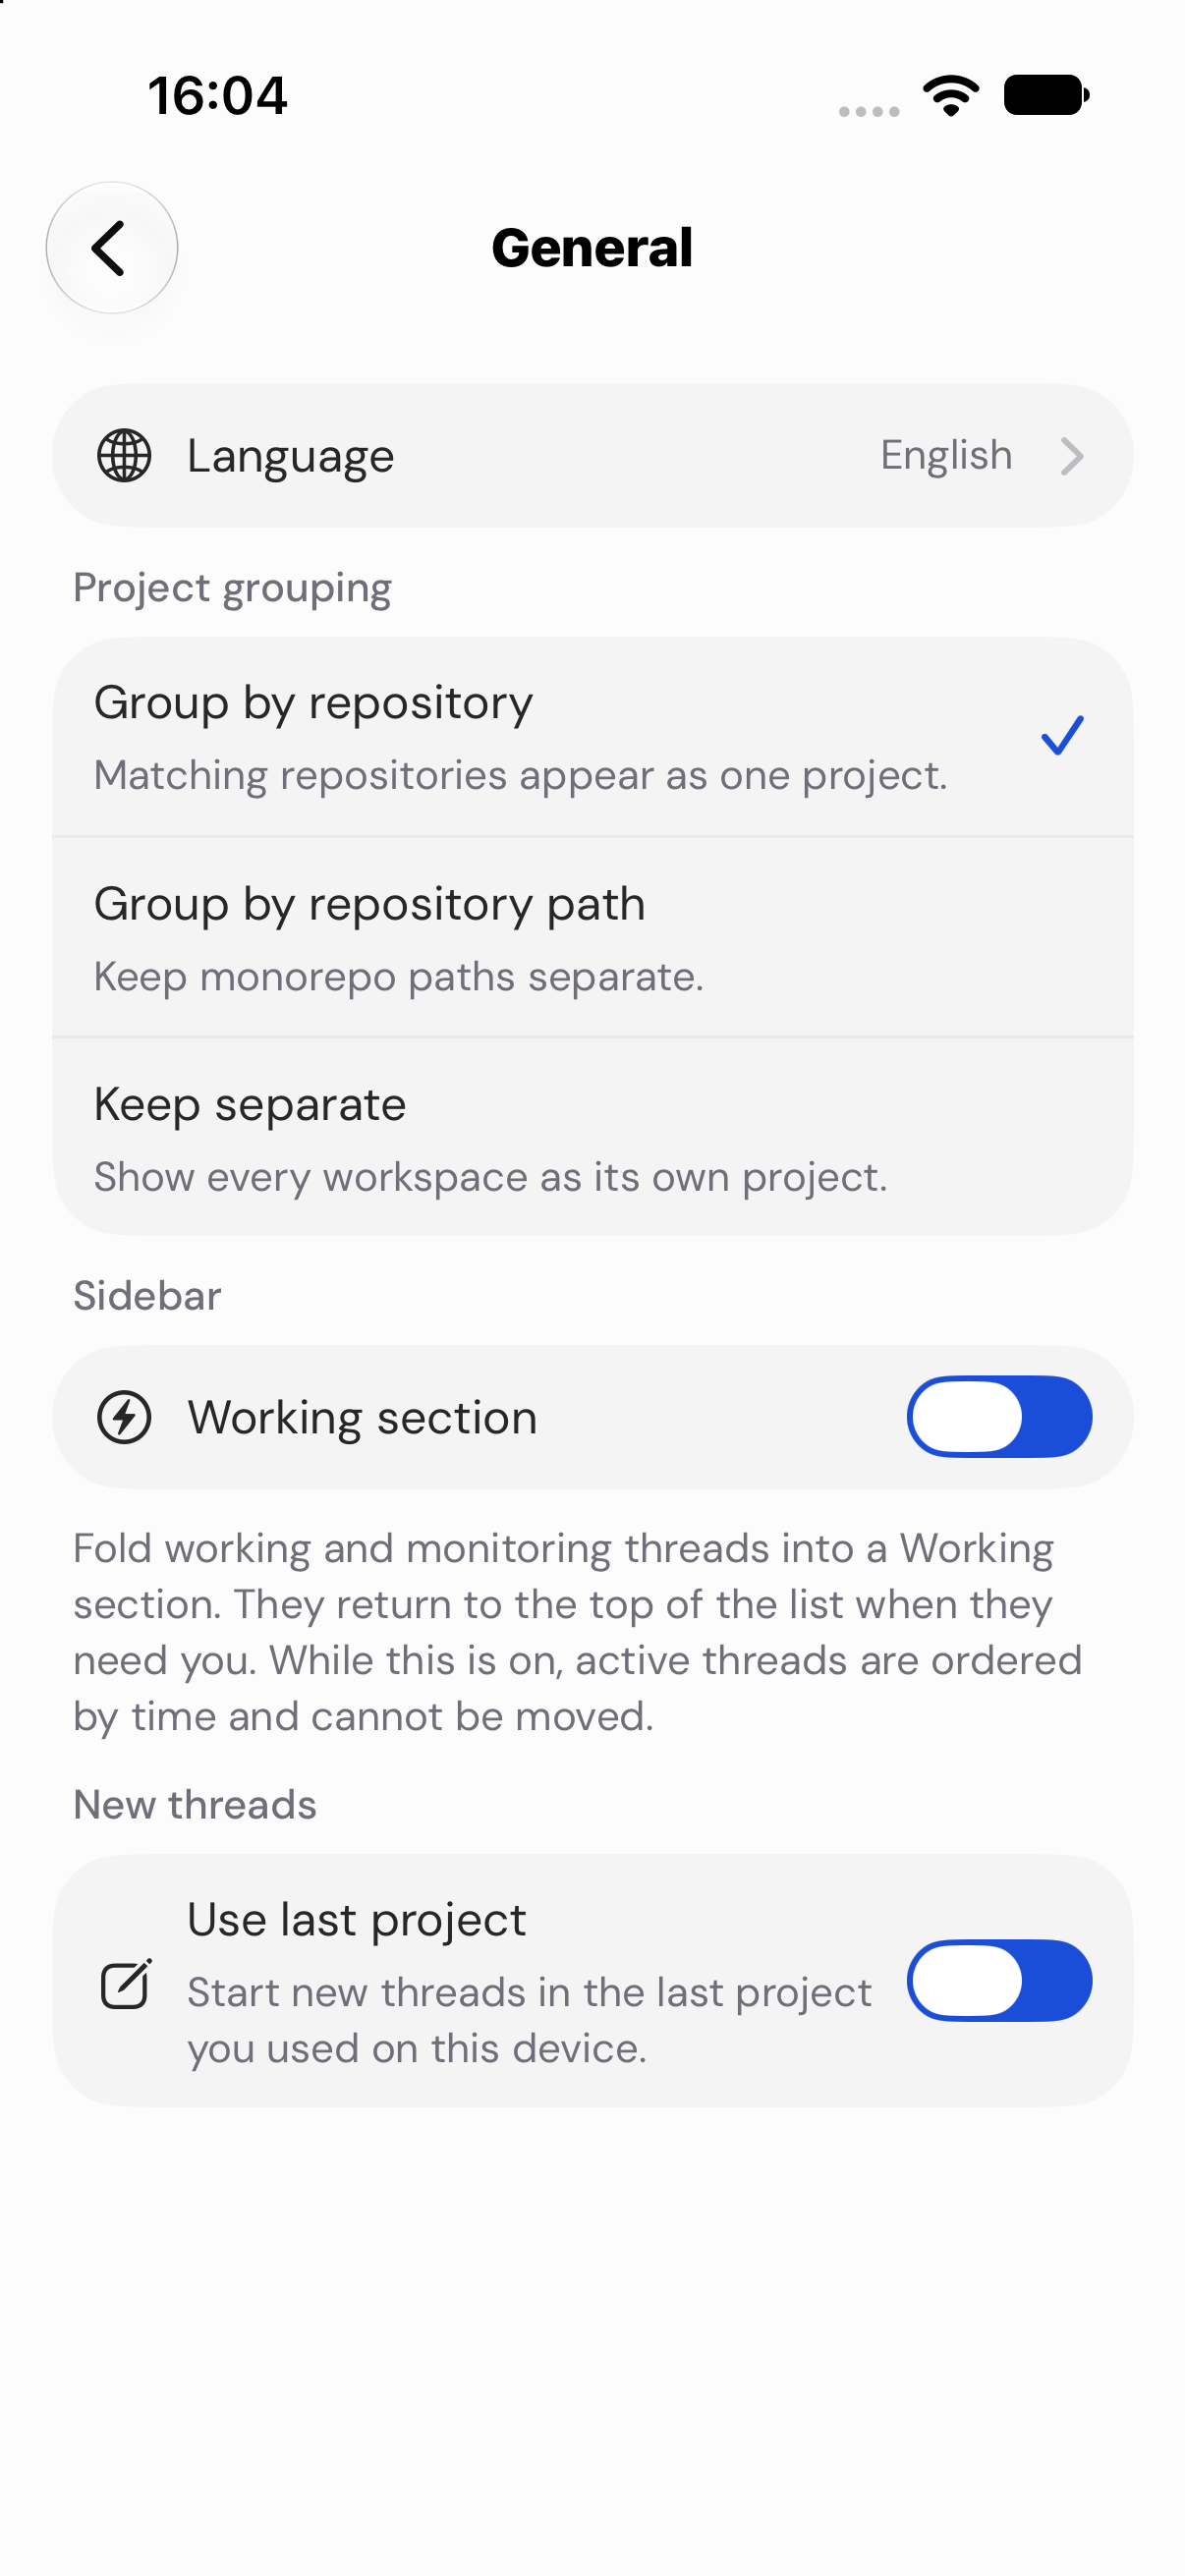 16:04
General
Language
English
Project grouping
Group by repository
Matching repositories appear as one project.
Group by repository path
Keep monorepo paths separate.
Keep separate
Show every workspace as its own project.
Sidebar
Working section
Fold working and monitoring threads into a Working
section. They return to the top of the list when they
need you. While this is on, active threads are ordered
by time and cannot be moved.
New threads
Use last project
Start new threads in the last project
you used on this device.